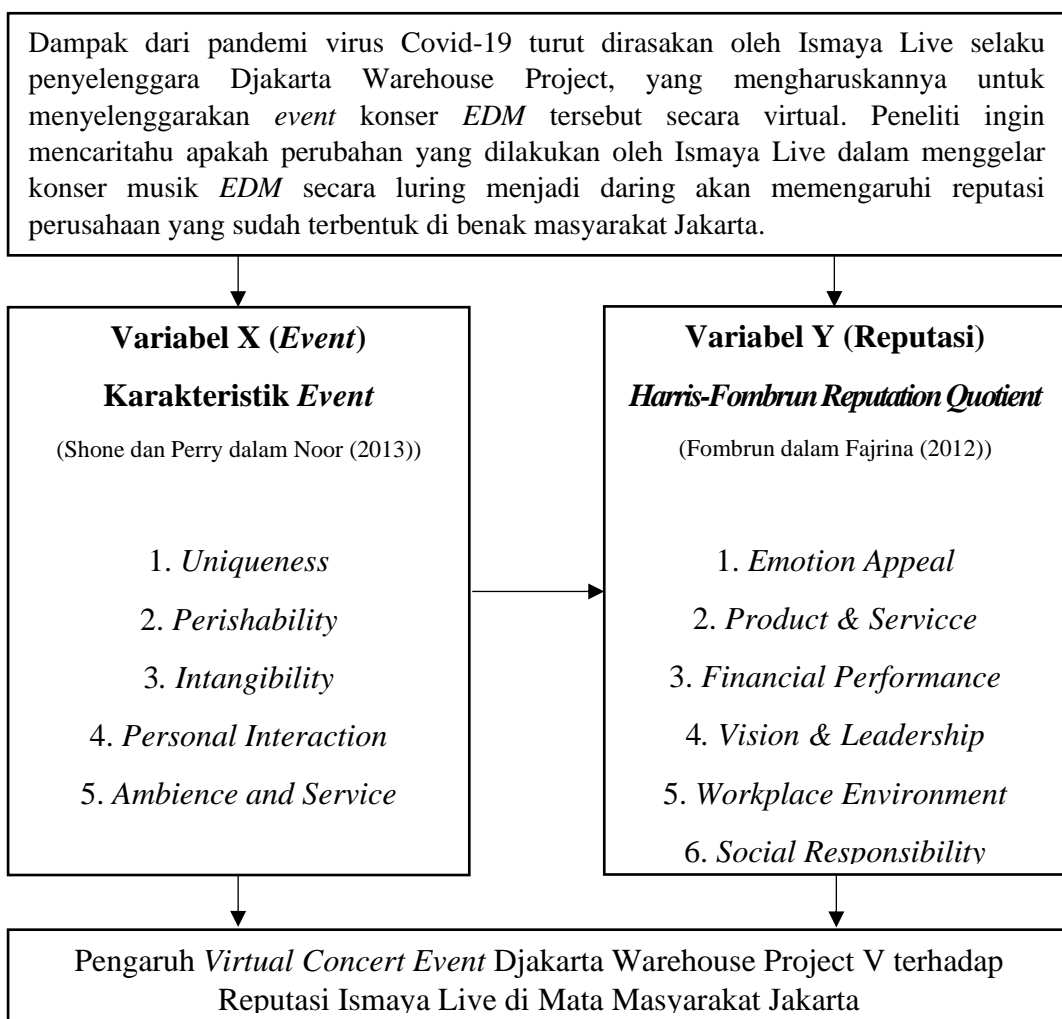 Dampak dari pandemi virus Covid-19 turut dirasakan oleh Ismaya Live selaku
penyelenggara Djakarta Warehouse Project, yang mengharuskannya untuk
menyelenggarakan event konser EDM tersebut secara virtual. Peneliti ingin
mencaritahu apakah perubahan yang dilakukan oleh Ismaya Live dalam menggelar
konser musik EDM secara luring menjadi daring akan memengaruhi reputasi
perusahaan yang sudah terbentuk di benak masyarakat Jakarta.
Variabel X (Event)
Karakteristik Event
(Shone dan Perry dalam Noor (2013))
1. Uniqueness
2. Perishability
3. Intangibility
4. Personal Interaction
5. Ambience and Service
Variabel Y (Reputasi)
Harris-Fombrun Reputation Quotient
(Fombrun dalam Fajrina (2012))
1. Emotion Appeal
2. Product & Servicce
3. Financial Performance
4. Vision & Leadership
5. Workplace Environment
6. Social Responsibility
Pengaruh Virtual Concert Event Djakarta Warehouse Project V terhadap
Reputasi Ismaya Live di Mata Masyarakat Jakarta